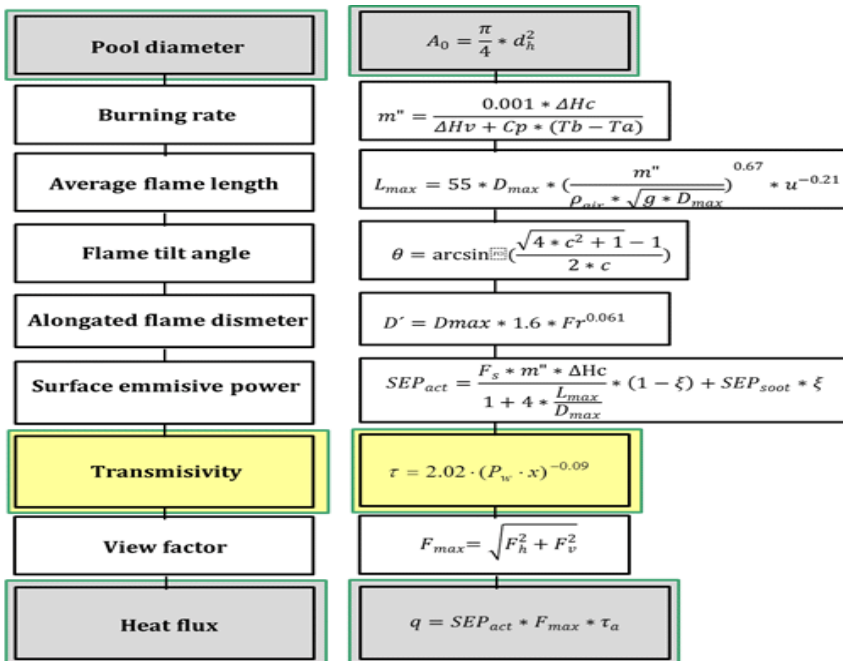 Pool diameter
A₀ = π/4 * d_h²
Burning rate
m" = (0.001 * ΔHc)/(ΔHv + Cp * (Tb − Ta))
Average flame length
L_max = 55 * D_max * (m"/(ρ_air * √(g * D_max)))^0.67 * u^−0.21
Flame tilt angle
θ = arcsin(（√(4 * c² + 1) − 1)/(2 * c))
Alongated flame dismeter
D´ = Dmax * 1.6 * Fr^0.061
Surface emmisive power
SEP_act = (F_s * m" * ΔHc)/(1 + 4 * L_max/D_max) * (1 − ξ) + SEP_soot * ξ
Transmisivity
τ = 2.02 · (P_w · x)^−0.09
View factor
F_max = √(F_h² + F_v²)
Heat flux
q = SEP_act * F_max * τ_a